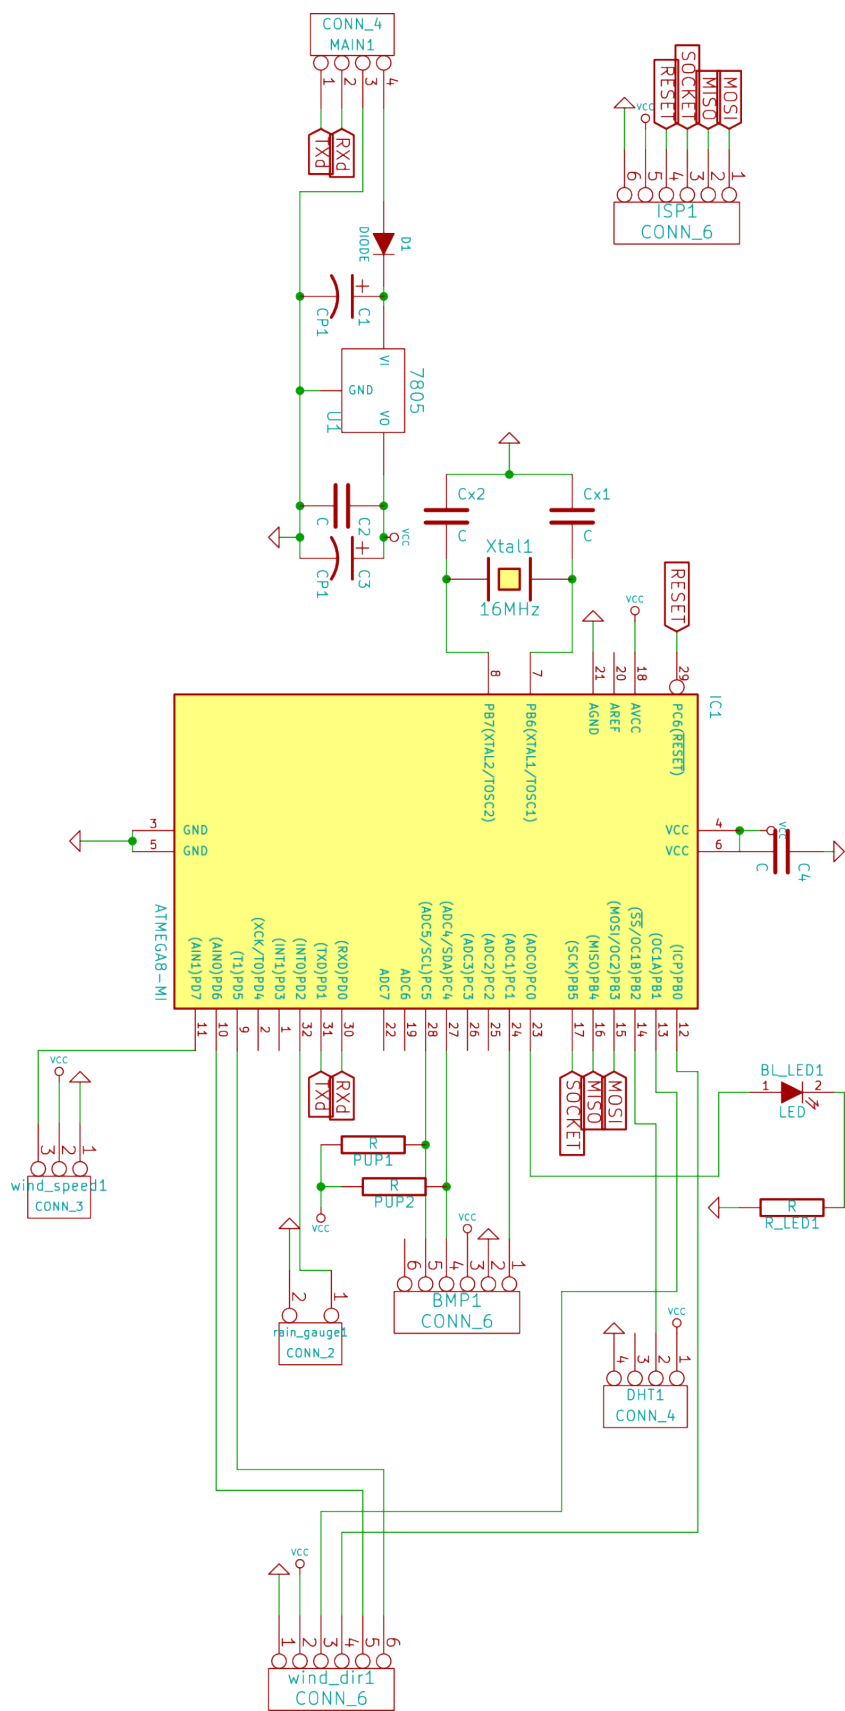 CONN_4
MAIN1
1
2
3
4
TXd
RXd
MOSI
MISO
SOCKET
RESET
VCC
6
5
4
3
2
1
ISP1
CONN_6
DIODE
D1
CP1
C1
VI
GND
VO
7805
U1
C
C2
VCC
CP1
C3
Cx2
C
Cx1
C
Xtal1
16MHz
RESET
VCC
8
7
21
20
18
29
IC1
PB7(XTAL2/TOSC2)
PB6(XTAL1/TOSC1)
AGND
AREF
AVCC
PC6(RESET)
3 GND
5 GND
VCC 4
VCC 6
VCC
C
C4
ATMEGA8-MI
(AIN1)PD7
(AIN0)PD6
(T1)PD5
(XCK/T0)PD4
(INT1)PD3
(INT0)PD2
(TXD)PD1
(RXD)PD0
ADC7
ADC6
(ADC5/SCL)PC5
(ADC4/SDA)PC4
(ADC3)PC3
(ADC2)PC2
(ADC1)PC1
(ADC0)PC0
(SCK)PB5
(MISO)PB4
(MOSI/OC2)PB3
(SS/OC1B)PB2
(OC1A)PB1
(ICP)PB0
11
10
9
2
1
32
31
30
22
19
28
27
26
25
24
23
17
16
15
14
13
12
TXd
RXd
SOCKET
MISO
MOSI
BL_LED1
1
2
LED
R
R_LED1
VCC
3
2
1
wind_speed1
CONN_3
R
PUP1
R
PUP2
VCC
2
1
rain_gauge1
CONN_2
VCC
6
5
4
3
2
1
BMP1
CONN_6
VCC
4
3
2
1
DHT1
CONN_4
VCC
1
2
3
4
5
6
wind_dir1
CONN_6